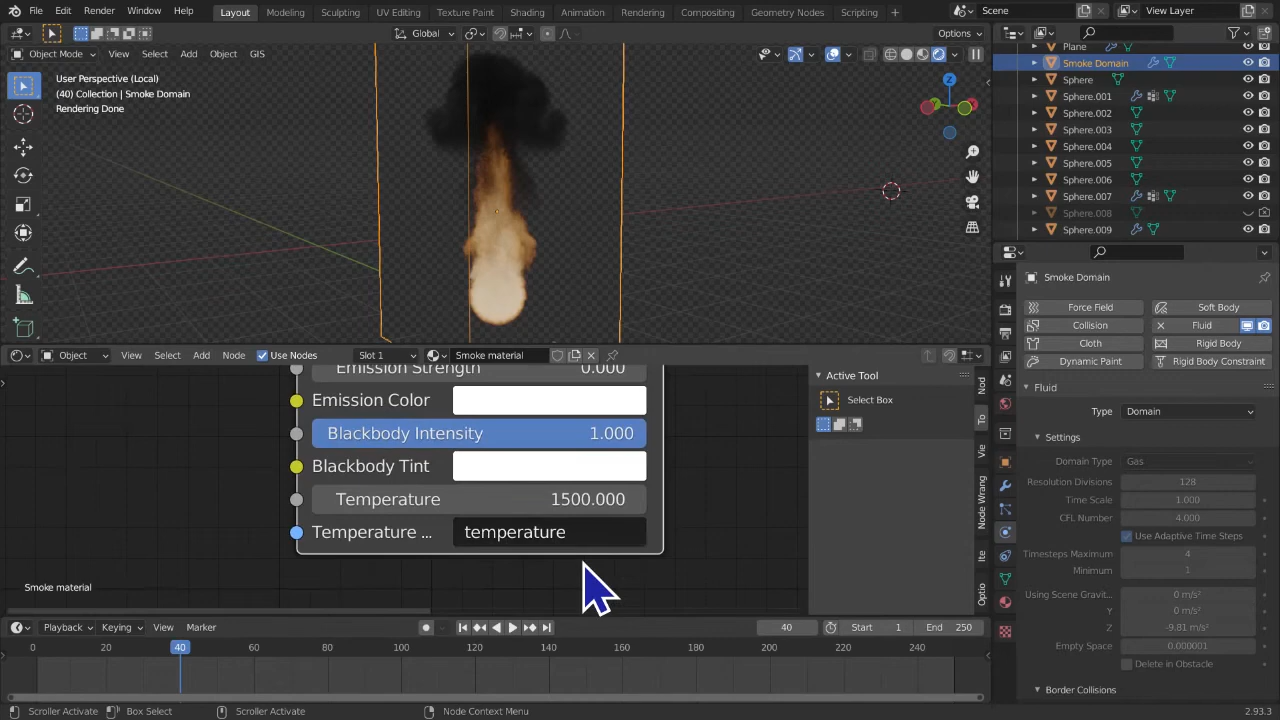 File Edit Render Window Help Layout Modeling Sculpting UV Editing Texture Paint Shading Animation Rendering Compositing Geometry Nodes Scripting + Scene View Layer
Global Options
Object Mode View Select Add Object GIS
User Perspective (Local)
(40) Collection | Smoke Domain
Rendering Done
Z
Plane
Smoke Domain
Sphere
Sphere.001
Sphere.002
Sphere.003
Sphere.004
Sphere.005
Sphere.006
Sphere.007
Sphere.008
Sphere.009
Smoke Domain
Force Field Soft Body
Collision Fluid
Cloth Rigid Body
Dynamic Paint Rigid Body Constraint
Fluid
Type Domain
Settings
Domain Type Gas
Resolution Divisions 128
Time Scale 1.000
CFL Number 4.000
Use Adaptive Time Steps
Timesteps Maximum 4
Minimum 1
Using Scene Gravit... 0 m/s²
Y 0 m/s²
Z -9.81 m/s²
Empty Space 0.000001
Delete in Obstacle
Border Collisions
Object View Select Add Node Use Nodes Slot 1 Smoke material
Emission Strength 0.000
Emission Color
Blackbody Intensity 1.000
Blackbody Tint
Temperature 1500.000
Temperature ... temperature
Smoke material
Active Tool
Select Box
Nod
To
Vie
Node Wrang
Ite
Optio
Playback Keying View Marker 40 Start 1 End 250
0 20 40 60 80 100 120 140 160 180 200 220 240
Scroller Activate Box Select Scroller Activate Node Context Menu 2.93.3